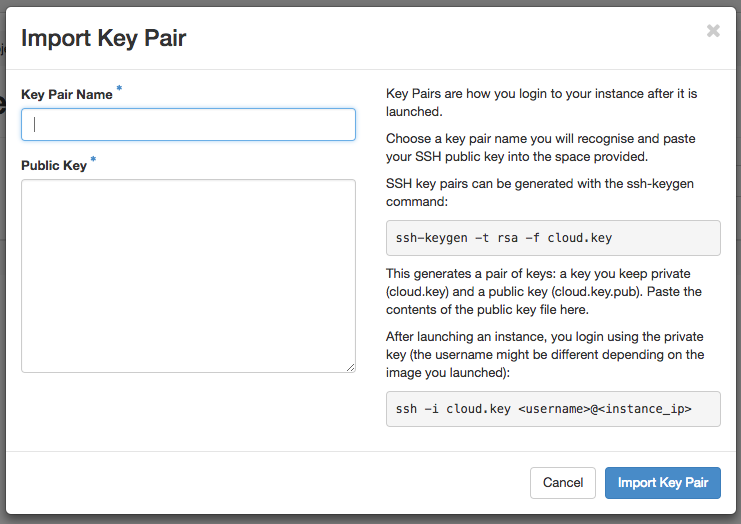 Import Key Pair
×
Key Pair Name *
Public Key *
Key Pairs are how you login to your instance after it is
launched.
Choose a key pair name you will recognise and paste
your SSH public key into the space provided.
SSH key pairs can be generated with the ssh-keygen
command:
ssh-keygen -t rsa -f cloud.key
This generates a pair of keys: a key you keep private
(cloud.key) and a public key (cloud.key.pub). Paste the
contents of the public key file here.
After launching an instance, you login using the private
key (the username might be different depending on the
image you launched):
ssh -i cloud.key <username>@<instance_ip>
Cancel
Import Key Pair